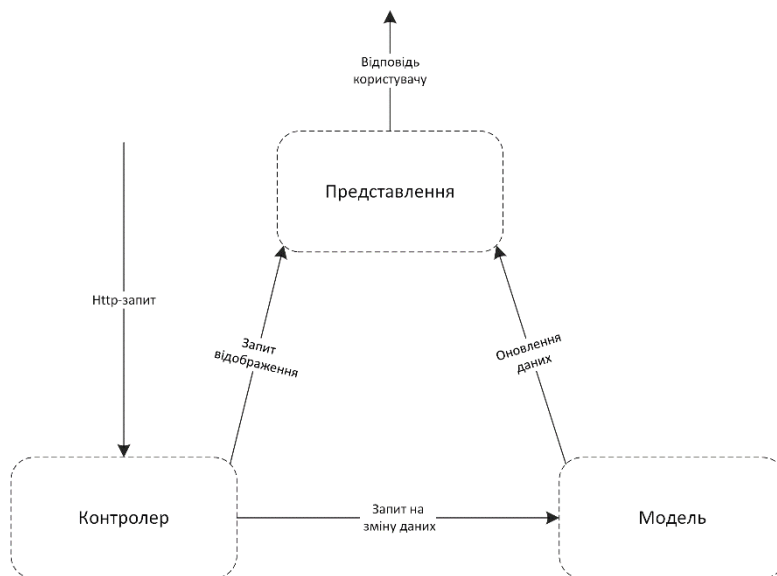 Відповідь
користувачу
Представлення
Http-запит
Запит
відображення
Оновлення
даних
Контролер
Запит на
зміну даних
Модель